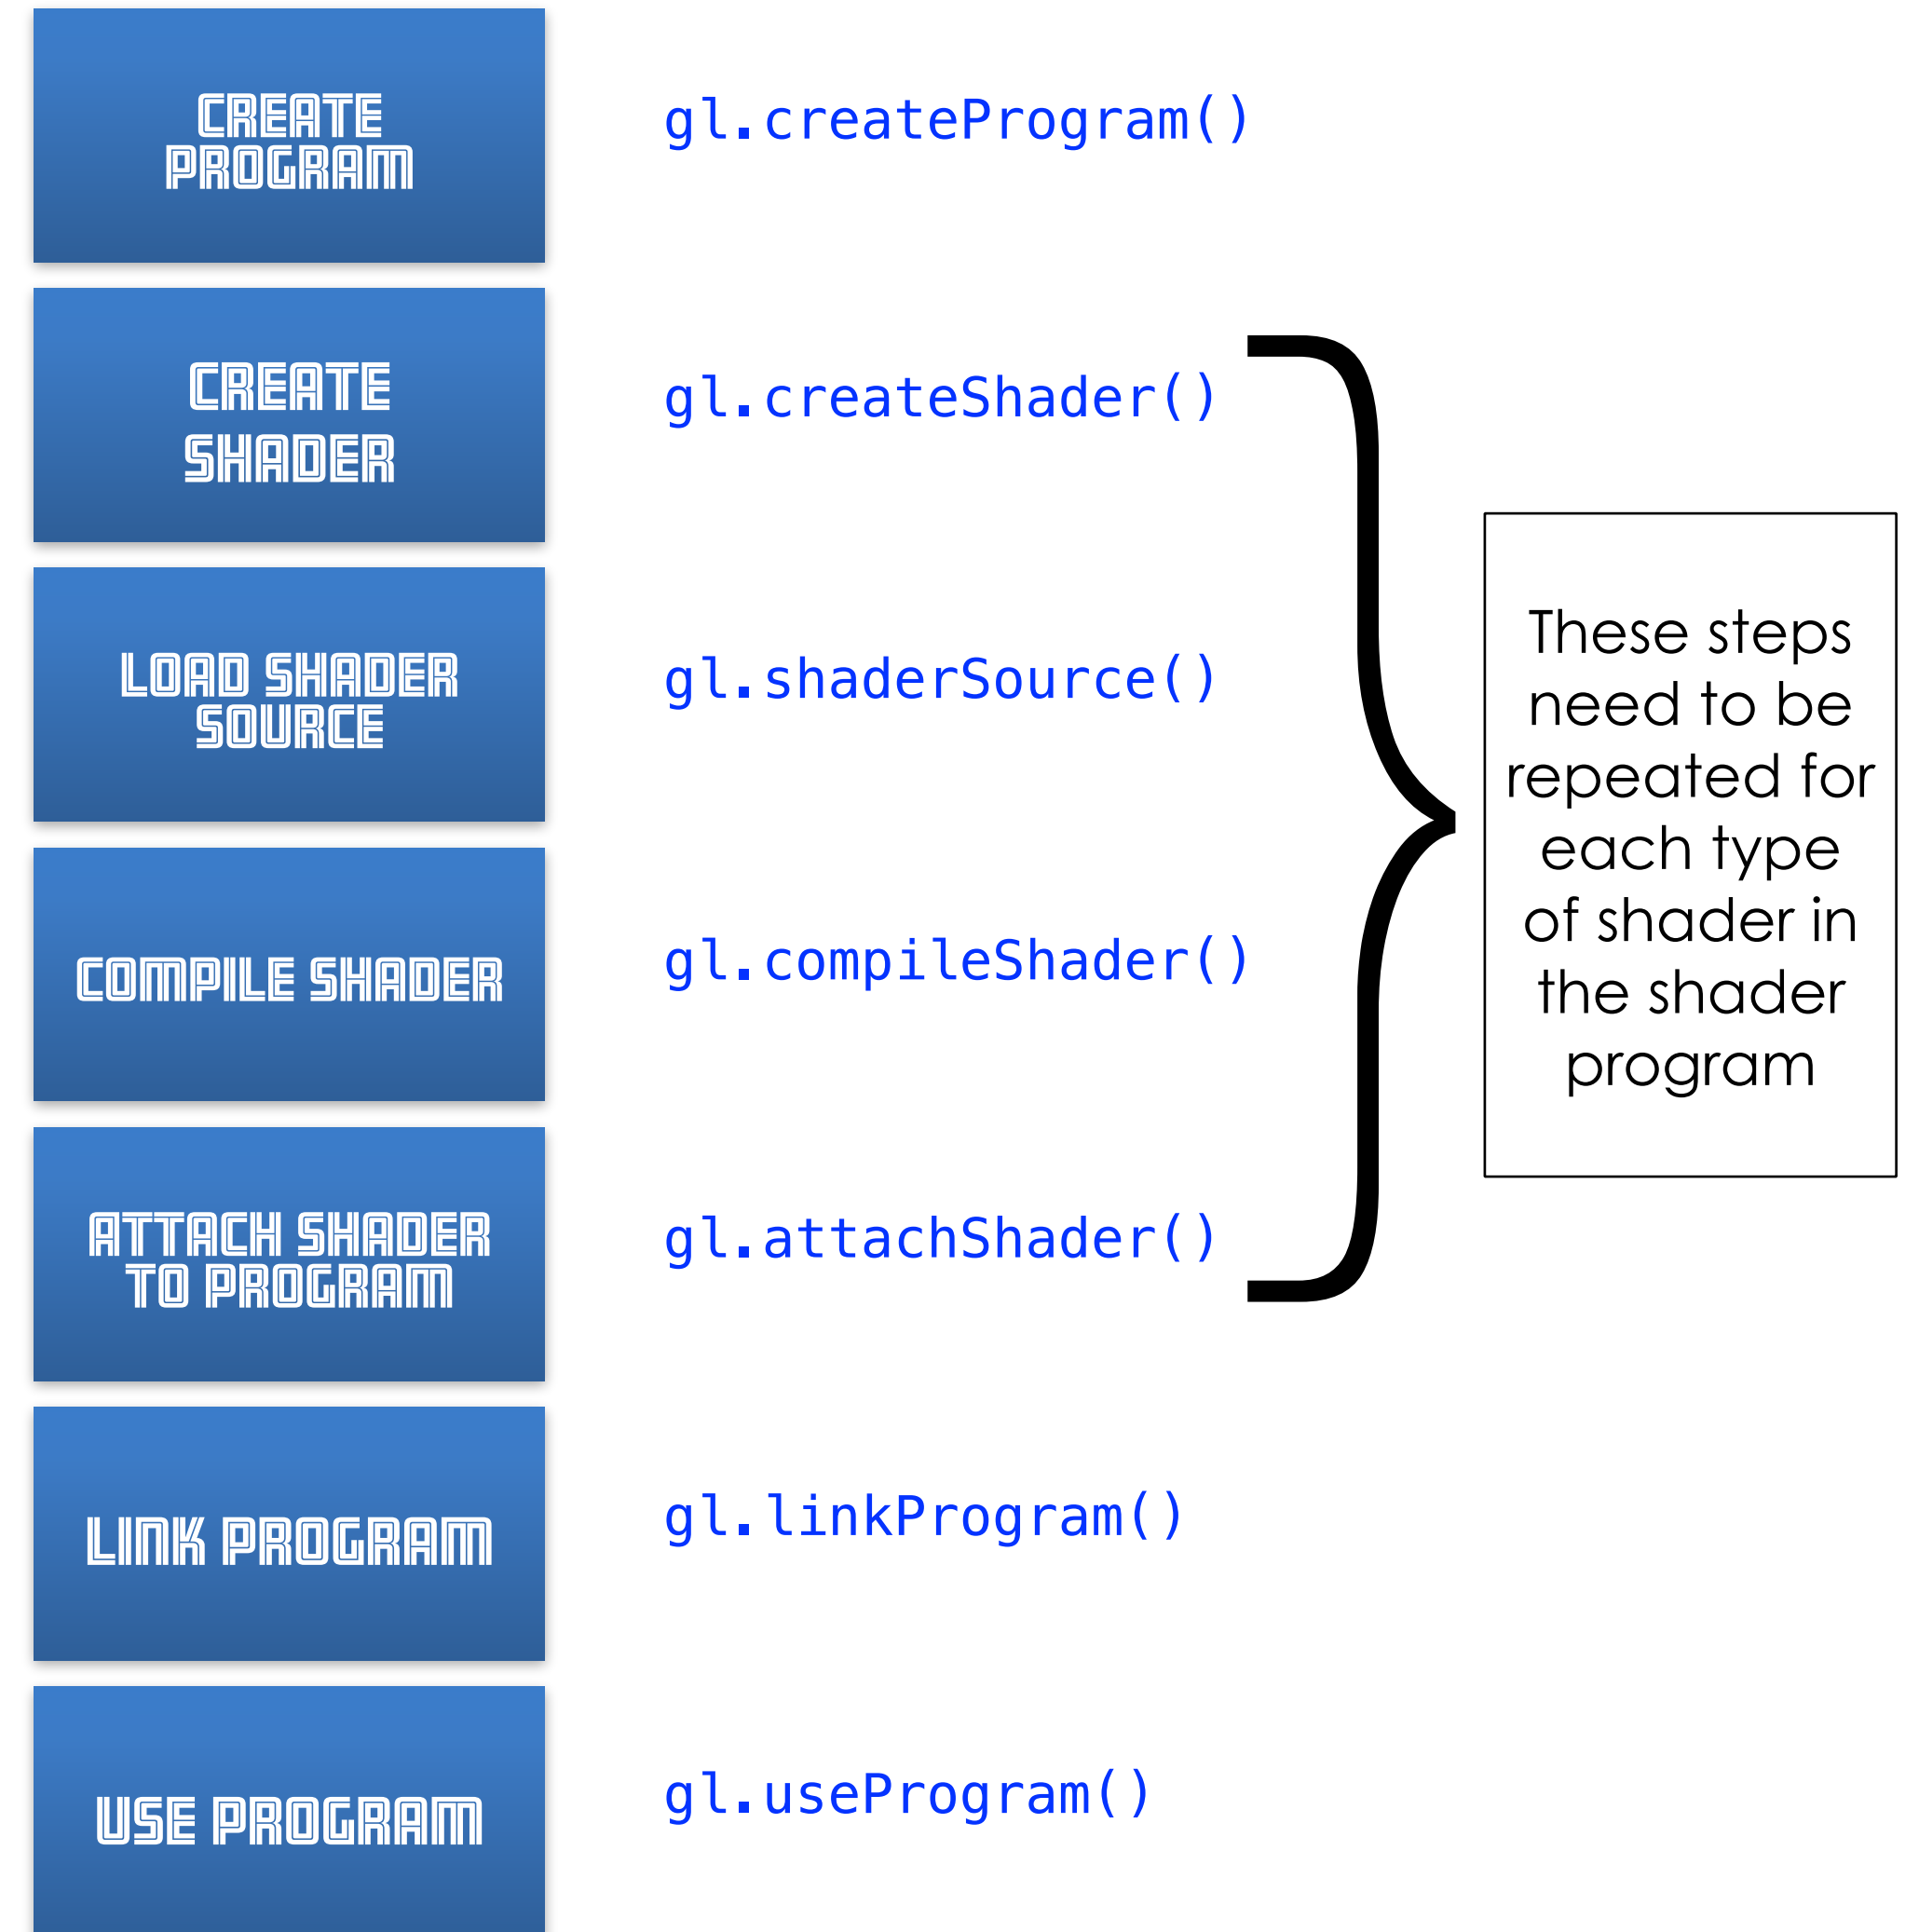 CREATE
PROGRAM
gl.createProgram()
CREATE
SHADER
gl.createShader()
LOAD SHADER
SOURCE
gl.shaderSource()
COMPILE SHADER
gl.compileShader()
ATTACH SHADER
TO PROGRAM
gl.attachShader()
LINK PROGRAM
gl.linkProgram()
USE PROGRAM
gl.useProgram()
These steps
need to be
repeated for
each type
of shader in
the shader
program